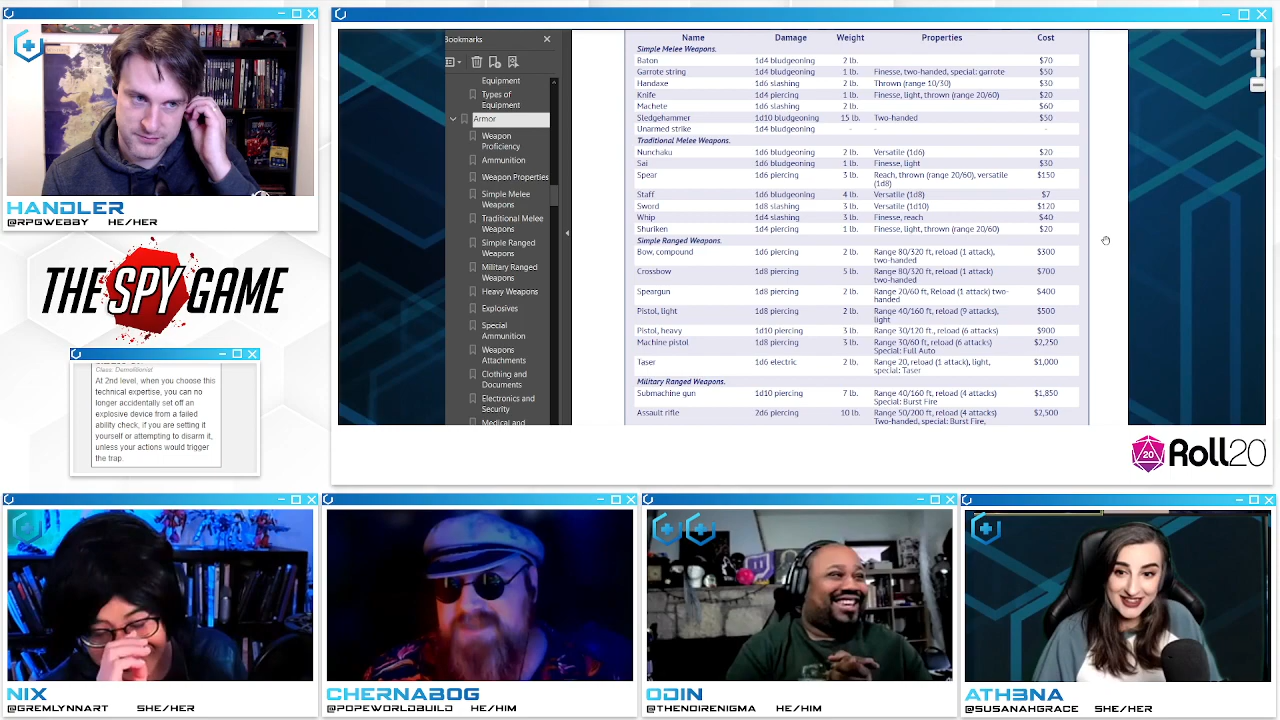 HANDLER
@RPGWEBBY HE/HER
THE SPY GAME
Class: Demolitionist
At 2nd level, when you choose this
technical expertise, you can no
longer accidentally set off an
explosive device from a failed
ability check, if you are setting it
yourself or attempting to disarm it,
unless your actions would trigger
the trap.
Bookmarks
Equipment
Types of
Equipment
Armor
Weapon
Proficiency
Ammunition
Weapon Properties
Simple Melee
Weapons
Traditional Melee
Weapons
Simple Ranged
Weapons
Military Ranged
Weapons
Heavy Weapons
Explosives
Special
Ammunition
Weapons
Attachments
Clothing and
Documents
Electronics and
Security
Medical and
Name Damage Weight Properties Cost
Simple Melee Weapons.
Baton 1d4 bludgeoning 2 lb. $70
Garrote string 1d4 bludgeoning 1 lb. Finesse, two-handed, special: garrote $50
Handaxe 1d6 slashing 2 lb. Thrown (range 10/30) $30
Knife 1d4 piercing 1 lb. Finesse, light, thrown (range 20/60) $20
Machete 1d6 slashing 2 lb. $60
Sledgehammer 1d10 bludgeoning 15 lb. Two-handed $50
Unarmed strike 1d4 bludgeoning - - -
Traditional Melee Weapons.
Nunchaku 1d6 bludgeoning 2 lb. Versatile (1d6) $20
Sai 1d6 bludgeoning 1 lb. Finesse, light $30
Spear 1d6 piercing 3 lb. Reach, thrown (range 20/60), versatile $150
(1d8)
Staff 1d6 bludgeoning 4 lb. Versatile (1d8) $7
Sword 1d8 slashing 3 lb. Versatile (1d10) $120
Whip 1d4 slashing 3 lb. Finesse, reach $40
Shuriken 1d4 piercing 1 lb. Finesse, light, thrown (range 20/60) $20
Simple Ranged Weapons.
Bow, compound 1d6 piercing 2 lb. Range 80/320 ft, reload (1 attack), $300
two-handed
Crossbow 1d8 piercing 5 lb. Range 80/320 ft, reload (1 attack) $700
two-handed
Speargun 1d8 piercing 2 lb. Range 20/60 ft, Reload (1 attack) two- $400
handed
Pistol, light 1d8 piercing 2 lb. Range 40/160 ft, reload (9 attacks), $500
light
Pistol, heavy 1d10 piercing 3 lb. Range 30/120 ft., reload (6 attacks) $900
Machine pistol 1d8 piercing 3 lb. Range 30/60 ft, reload (6 attacks) $2,250
Special: Full Auto
Taser 1d6 electric 2 lb. Range 20, reload (1 attack), light, $1,000
special: Taser
Military Ranged Weapons.
Submachine gun 1d10 piercing 7 lb. Range 40/160 ft, reload (4 attacks) $1,850
Special: Burst Fire
Assault rifle 2d6 piercing 10 lb. Range 50/200 ft, reload (4 attacks) $2,500
Two-handed, special: Burst Fire,
20 Roll20
NIX
@GREMLYNNART SHE/HER
CHERNABOG
@POPEWORLDBUILD HE/HIM
ODIN
@THENOIRENIGMA HE/HIM
ATH3NA
@SUSANAHGRACE SHE/HER